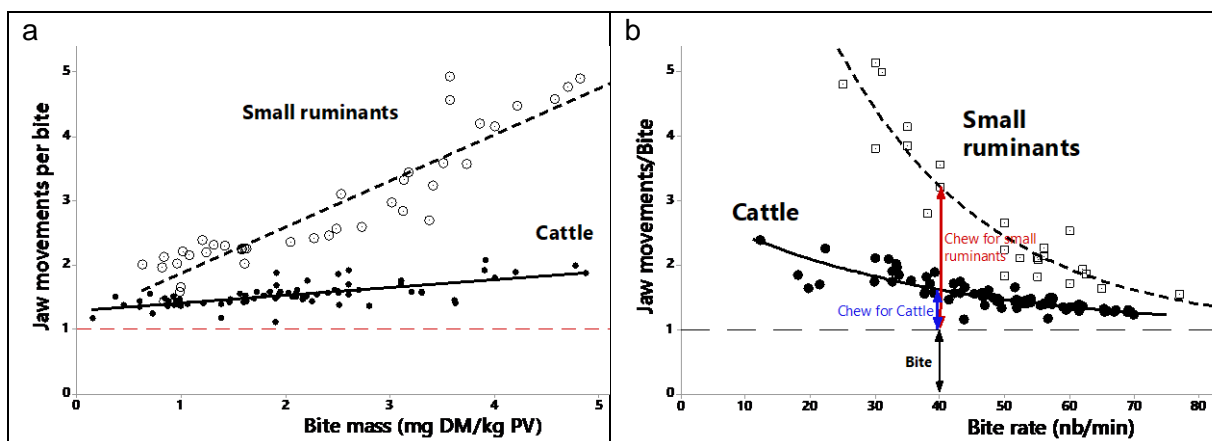 a
Jaw movements per bite
5
4
3
2
1
0
Small ruminants
Cattle
0 1 2 3 4 5
Bite mass (mg DM/kg PV)
b
Jaw movements/Bite
5
4
3
2
1
0
Small
ruminants
Cattle
Chew for small
ruminants
Chew for Cattle
Bite
0 10 20 30 40 50 60 70 80
Bite rate (nb/min)